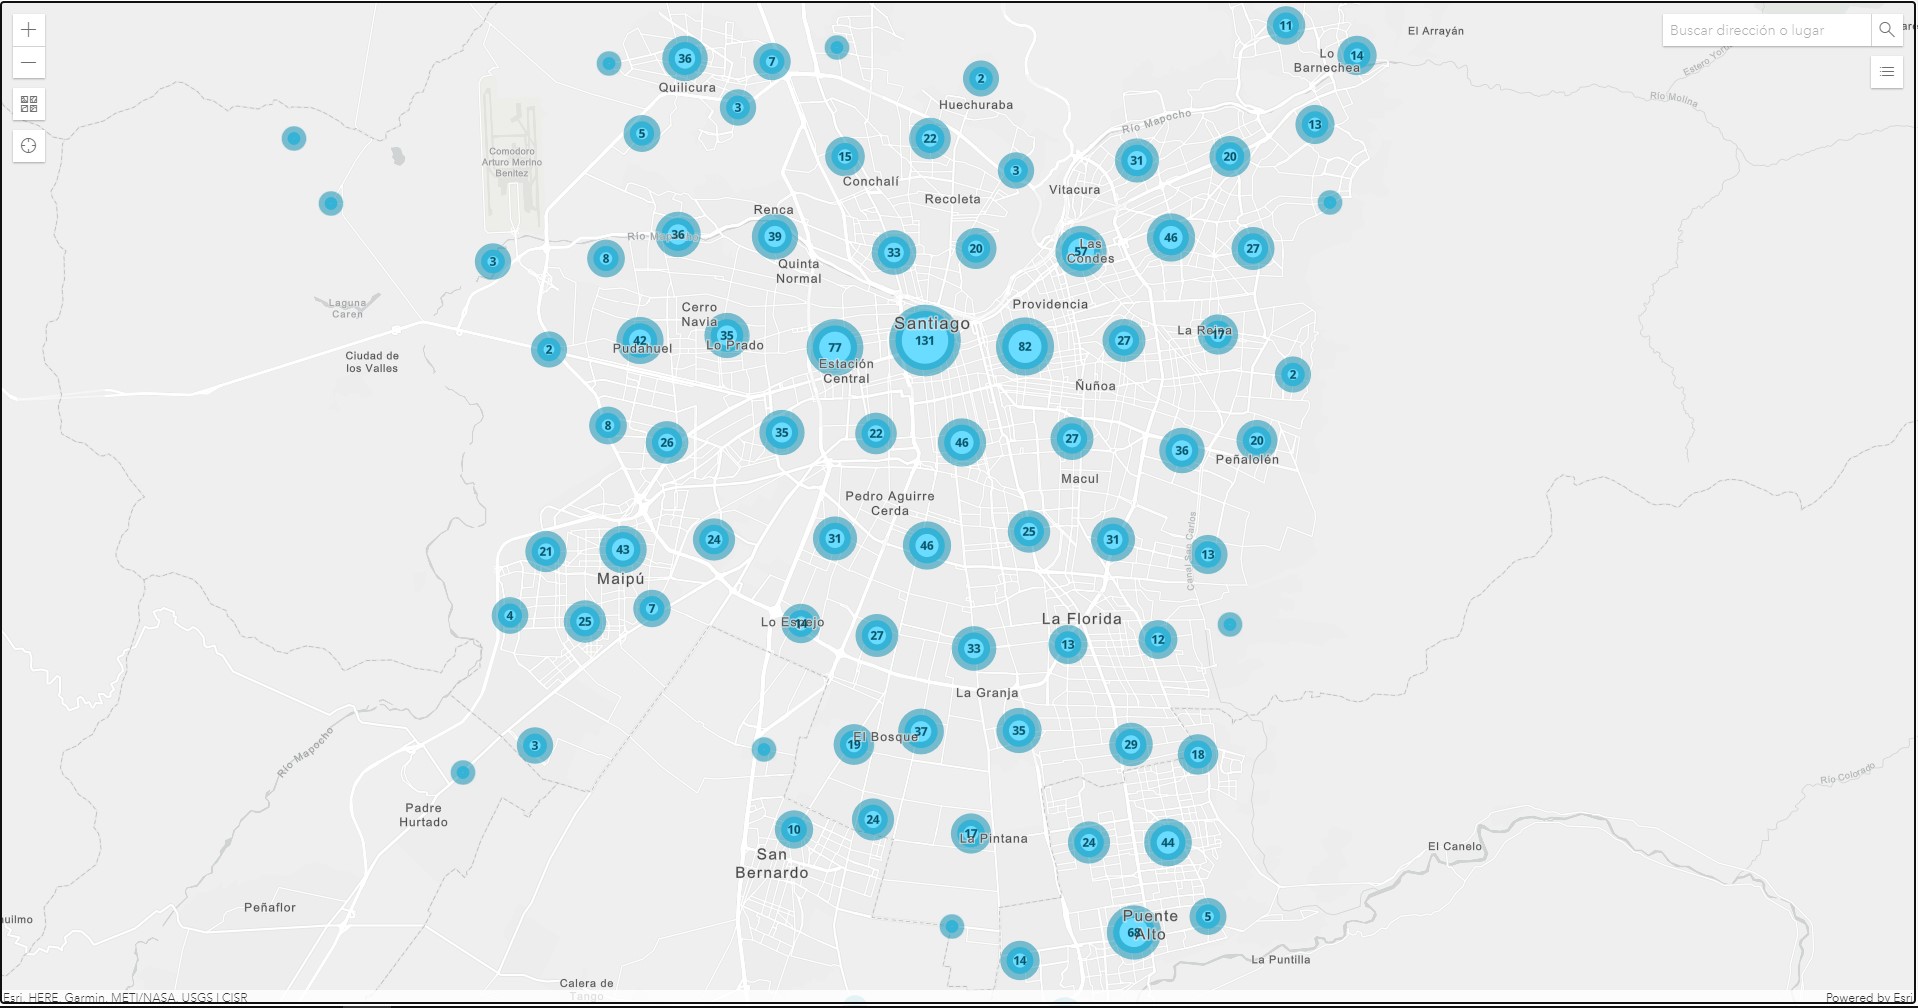 11
El Arrayán
Buscar dirección o lugar
Lo
Barnechea
14
Estero Yerba
36
7
Quilicura
2
Huechuraba
Río Molina
3
5
22
Río Mapocho
13
Comodoro
Arturo Merino
Benítez
15
Conchalí
3
31
20
Vitacura
Recoleta
Renca
36
Río Mapocho
39
33
20
57
Las
Condes
46
27
3
8
Quinta
Normal
Laguna
Caren
Cerro
Navia
Providencia
Santiago
131
42
Pudahuel
35
Lo Prado
77
82
27
La Reina
17
2
Ciudad de
los Valles
Estación
Central
Ñuñoa
2
8
26
35
22
46
27
36
20
Peñalolén
Macul
Pedro Aguirre
Cerda
21
43
24
31
46
25
31
13
Canal San Carlos
Maipú
4
25
7
Lo Espejo
14
27
33
La Florida
13
12
La Granja
3
19
El Bosque
37
35
29
18
Río Mapocho
Río Colorado
Padre
Hurtado
10
24
17
La Pintana
24
44
El Canelo
San
Bernardo
Peñaflor
Puente
Alto
68
5
14
La Puntilla
Calera de
Tango
Esri, HERE, Garmin, METI/NASA, USGS | CISR
Powered by Esri